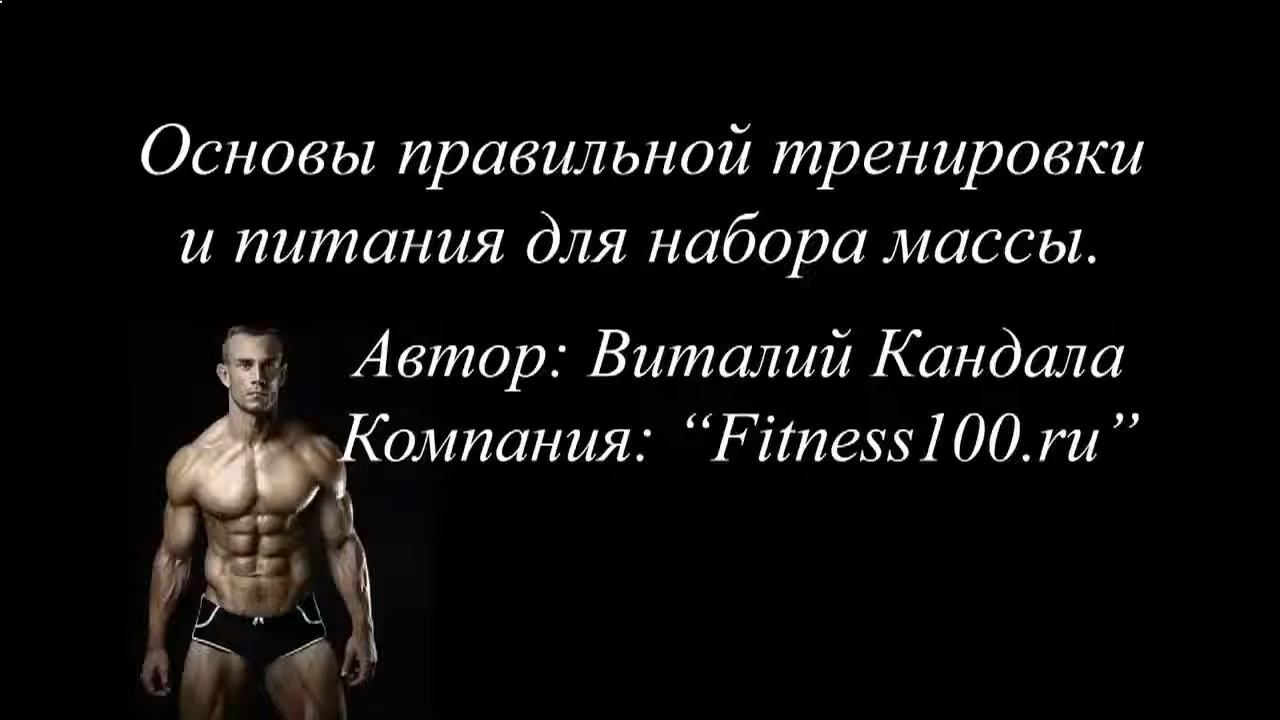 Основы правильной тренировки
и питания для набора массы.
Автор: Виталий Кандала
Компания: “Fitness100.ru”